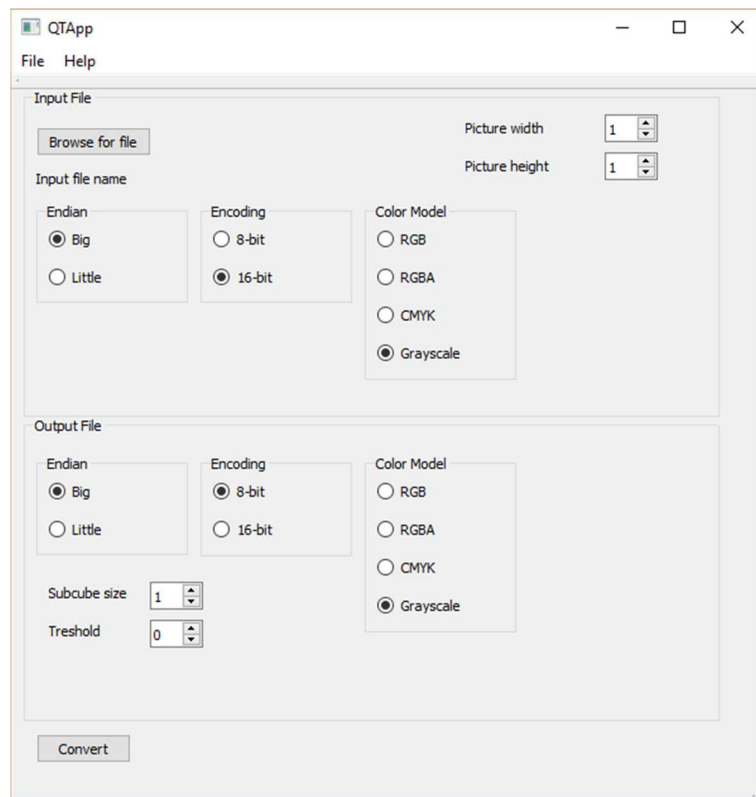 QTApp
File Help
Input File
Browse for file
Picture width 1
Picture height 1
Input file name
Endian
Big
Little
Encoding
8-bit
16-bit
Color Model
RGB
RGBA
CMYK
Grayscale
Output File
Endian
Big
Little
Encoding
8-bit
16-bit
Color Model
RGB
RGBA
CMYK
Grayscale
Subcube size 1
Treshold 0
Convert